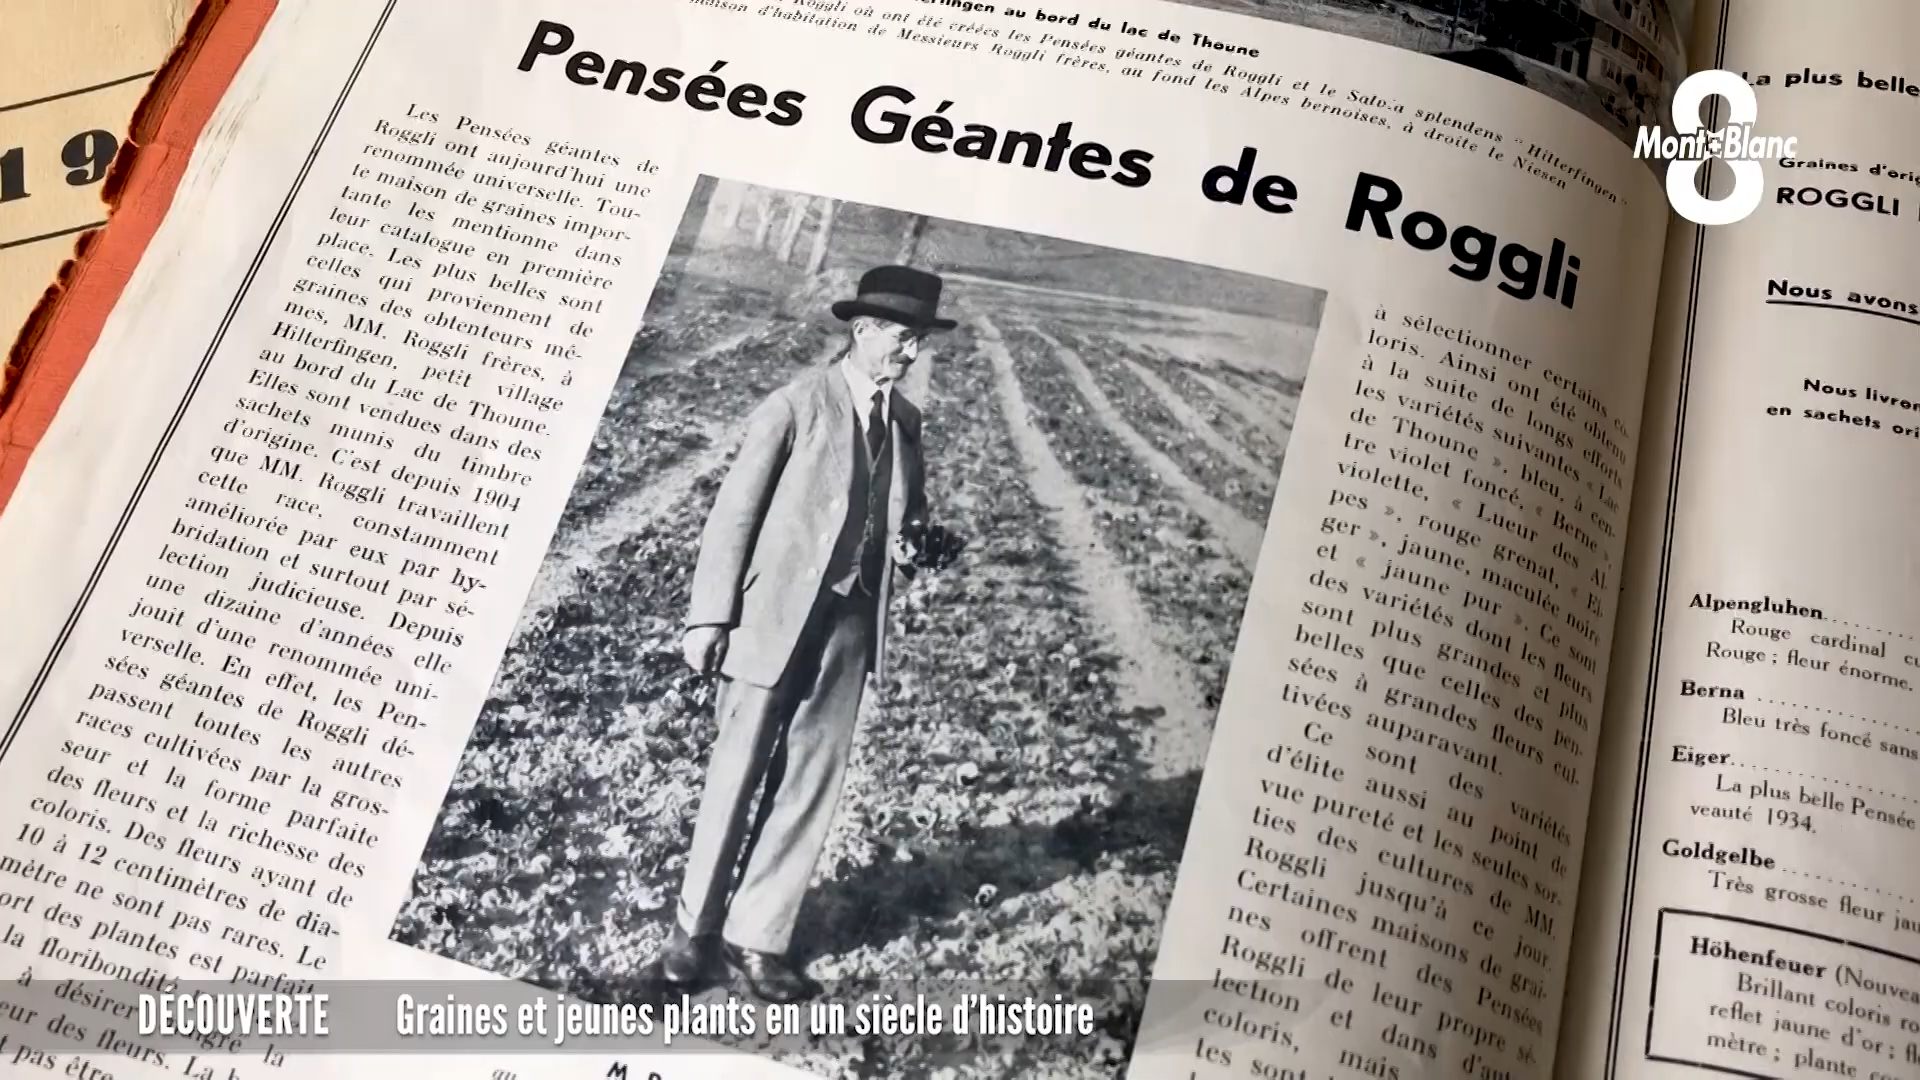 19
erfingen au bord du lac de Thoune
Roggli où ont été créées les Pensées géantes de Roggli et le Salvia splendens "Hilterfingen"
maison d'habitation de Messieurs Roggli frères, au fond les Alpes bernoises, à droite le Niesen
Pensées Géantes de Roggli
Les Pensées géantes de
Roggli ont aujourd'hui une
renommée universelle. Tou-
te maison de graines impor-
tante les mentionne dans
leur catalogue en première
place. Les plus belles sont
celles qui proviennent de
graines des obtenteurs mê-
mes, MM. Roggli frères, à
Hilterfingen, petit village
au bord du Lac de Thoune.
Elles sont vendues dans des
sachets munis du timbre
d'origine. C'est depuis 1904
que MM. Roggli travaillent
cette race, constamment
améliorée par eux par hy-
bridation et surtout par sé-
lection judicieuse. Depuis
une dizaine d'années elle
jouit d'une renommée uni-
verselle. En effet, les Pen-
sées géantes de Roggli dé-
passent toutes les autres
races cultivées par la gros-
seur et la forme parfaite
des fleurs et la richesse des
coloris. Des fleurs ayant de
10 à 12 centimètres de dia-
mètre ne sont pas rares. Le
ort des plantes est parfait
la floribondité
à désirer malgré la
eur des fleurs. La
t pas être
à sélectionner certains co-
loris. Ainsi ont été obtenu
à la suite de longs efforts
les variétés suivantes « Lac
de Thoune », bleu, à cen-
tre violet foncé, « Berne »,
violette, « Lueur des Al-
pes », rouge grenat, « Ei-
ger », jaune, maculée noire
et « jaune pur ». Ce sont
des variétés dont les fleurs
sont plus grandes et plus
belles que celles des pen-
sées à grandes fleurs cul-
tivées auparavant.
Ce sont des variétés
d'élite aussi au point de
vue pureté et les seules sor-
ties des cultures de MM.
Roggli jusqu'à ce jour.
Certaines maisons de grai-
nes offrent des Pensées
Roggli de leur propre sé-
lection et dans d'aut
coloris, mais
les sont
La plus belle
Graines d'orig
ROGGLI
Nous avons
Nous livron
en sachets ori
Alpengluhen
Rouge cardinal cu
Rouge ; fleur énorme.
Berna
Bleu très foncé sans
Eiger
La plus belle Pensée
veauté 1934.
Goldgelbe
Très grosse fleur jau
Höhenfeuer (Nouvea
Brillant coloris ro
reflet jaune d'or ; fl
mètre ; plante co
8
Mont Blanc
DÉCOUVERTE Graines et jeunes plants en un siècle d'histoire